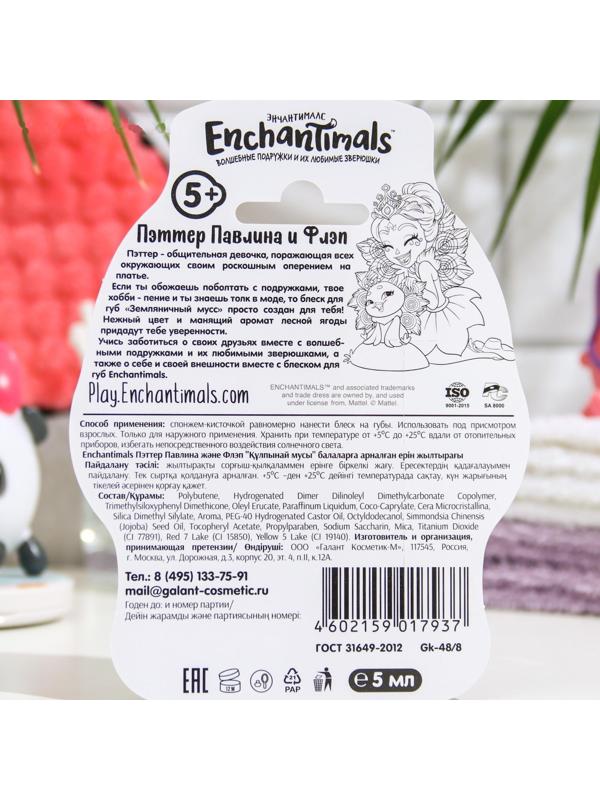 ЭНЧАНТИМАЛС
EnchanTimals™
ВОЛШЕБНЫЕ ПОДРУЖКИ И ИХ ЛЮБИМЫЕ ЗВЕРЮШКИ
5+
Пэттер Павлина и Флэп
Пэттер - общительная девочка, поражающая всех
окружающих своим роскошным оперением на
платье.
Если ты обожаешь поболтать с подружками, твое
хобби - пение и ты знаешь толк в моде, то блеск для
губ «Земляничный мусс» просто создан для тебя!
Нежный цвет и манящий аромат лесной ягоды
придадут тебе уверенности.
Учись заботиться о своих друзьях вместе с волшеб-
ными подружками и их любимыми зверюшками, а
также о себе и своей внешности вместе с блеском для
губ Enchantimals.
Play.Enchantimals.com
ENCHANTIMALS™ and associated trademarks
and trade dress are owned by, and used
under license from, Mattel. © Mattel.
ISO
9001-2015
SA 8000
Способ применения: спонжем-кисточкой равномерно нанести блеск на губы. Использовать под присмотром
взрослых. Только для наружного применения. Хранить при температуре от +5°С до +25°С вдали от отопительных
приборов, избегать непосредственного воздействия солнечного света.
Enchantimals Пэттер Павлина және Флэп "Құлпынай мусы" балаларға арналған ерін жылтырағы
Пайдалану тәсілі: жылтырақты сорғыш-қылқаламмен ерінге біркелкі жағу. Ересектердің қадағалауымен
пайдалану. Тек сыртқа қолдануға арналған. +5°С –ден +25°С дейінгі температурада сақтау, күн жарығының
тікелей әсерінен қорғау.
Состав/Құрамы: Polybutene, Hydrogenated Dimer Dilinoleyl Dimethylcarbonate Copolymer,
Trimethylsiloxyphenyl Dimethicone, Oleyl Erucate, Paraffinum Liquidum, Coco-Caprylate, Cera Microcristallina,
Silica Dimethyl Silylate, Aroma, PEG-40 Hydrogenated Castor Oil, Octyldodecanol, Simmondsia Chinensis
(Jojoba) Seed Oil, Tocopheryl Acetate, Propylparaben, Sodium Saccharin, Mica, Titanium Dioxide
(CI 77891), Red 7 Lake (CI 15850), Yellow 5 Lake (CI 19140). Изготовитель и организация,
принимающая претензии/ Өндіруші: ООО «Галант Косметик-М», 117545, Россия,
г. Москва, ул. Дорожная, д.3, корпус 20, эт. 4, п.II, к.12А.
Тел.: 8 (495) 133-75-91
mail@galant-cosmetic.ru
Годен до: и номер партии/
Дейін жарамды және партиясының номері:
4 602159 017937
ГОСТ 31649-2012 Gk-48/8
EAC
12 M
21
PAP
e 5 мл